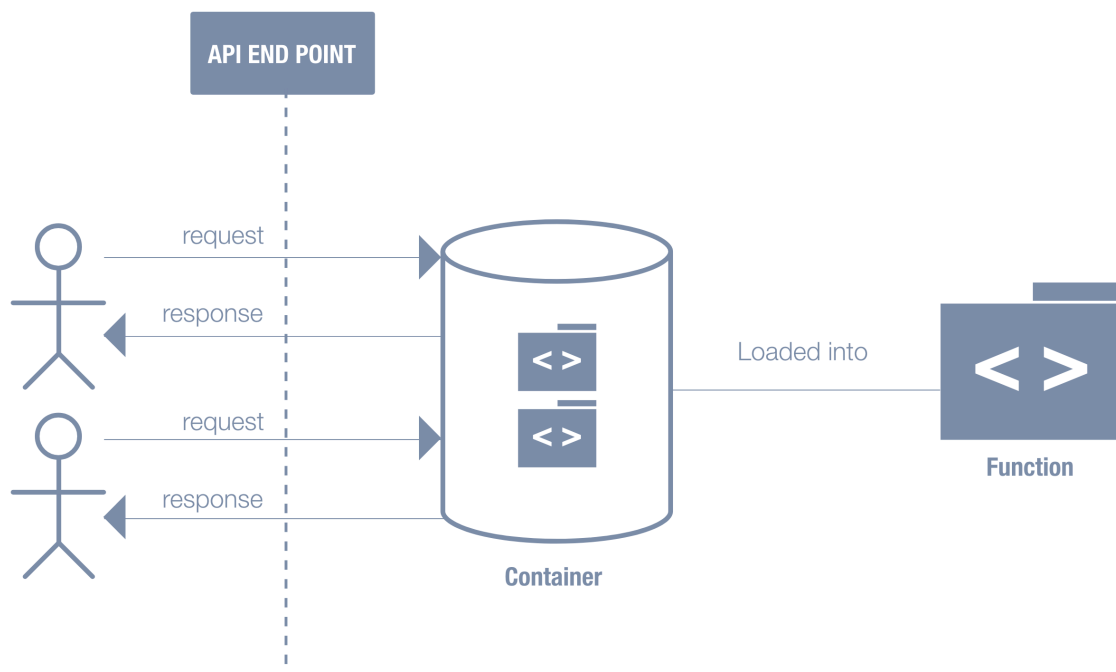 API END POINT
request
response
Loaded into
< >
< >
< >
request
response
Function
Container